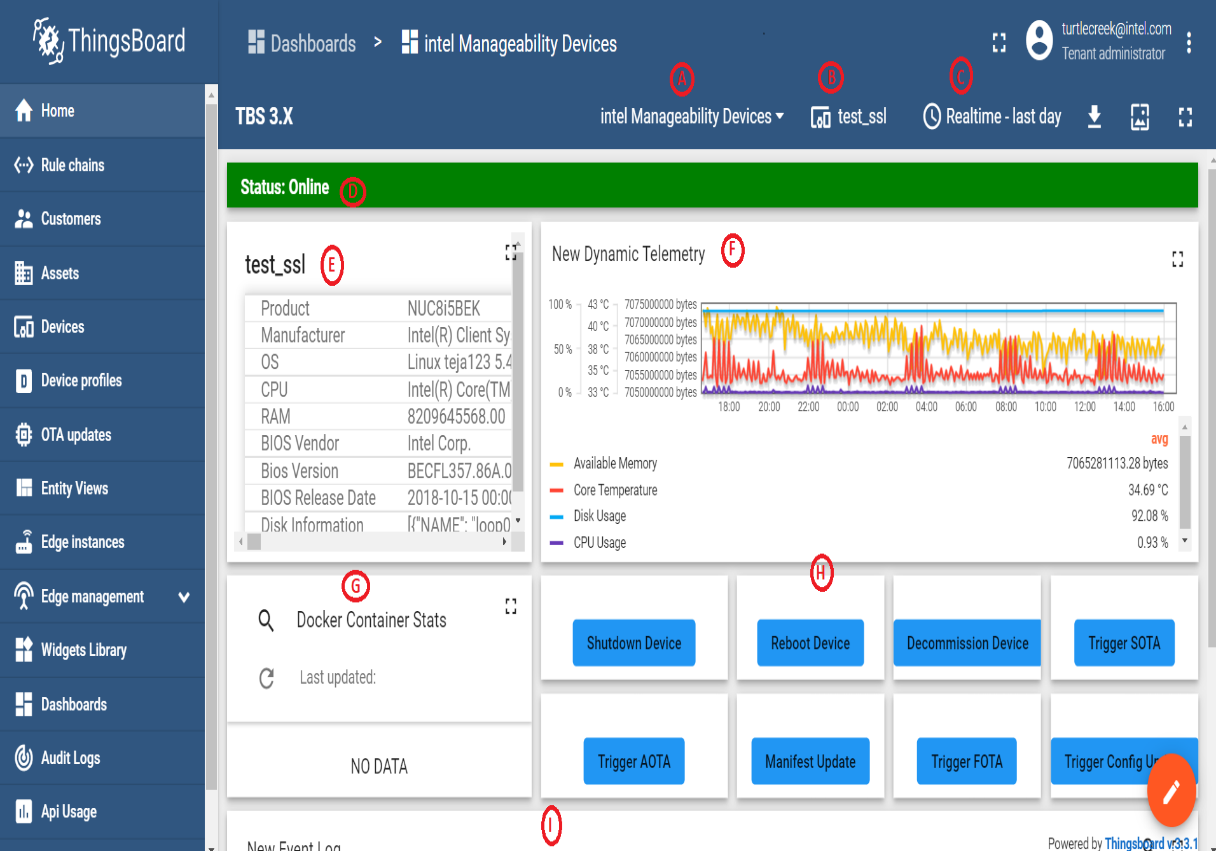 ThingsBoard
Dashboards > intel Manageability Devices
turtlecreek@intel.com
Tenant administrator
A
B
C
TBS 3.X
intel Manageability Devices
test_ssl
Realtime - last day
Home
Rule chains
Customers
Assets
Devices
Device profiles
OTA updates
Entity Views
Edge instances
Edge management
Widgets Library
Dashboards
Audit Logs
Api Usage
Status: Online D
test_ssl E
Product NUC8i5BEK
Manufacturer Intel(R) Client Sy
OS Linux teja123 5.4
CPU Intel(R) Core(TM
RAM 8209645568.00
BIOS Vendor Intel Corp.
Bios Version BECFL357.86A.0
BIOS Release Date 2018-10-15 00:00
Disk Information [{"NAME": "loop0
New Dynamic Telemetry F
100 % 43 °C 7075000000 bytes
40 °C 7070000000 bytes
7065000000 bytes
50 % 38 °C 7060000000 bytes
35 °C 7055000000 bytes
0 % 33 °C 7050000000 bytes
18:00 20:00 22:00 00:00 02:00 04:00 06:00 08:00 10:00 12:00 14:00 16:00
avg
Available Memory 7065281113.28 bytes
Core Temperature 34.69 °C
Disk Usage 92.08 %
CPU Usage 0.93 %
G
Docker Container Stats
Last updated:
NO DATA
H
Shutdown Device
Reboot Device
Decommission Device
Trigger SOTA
Trigger AOTA
Manifest Update
Trigger FOTA
Trigger Config Up
I
New Event Log
Powered by Thingsboard v.3.3.1